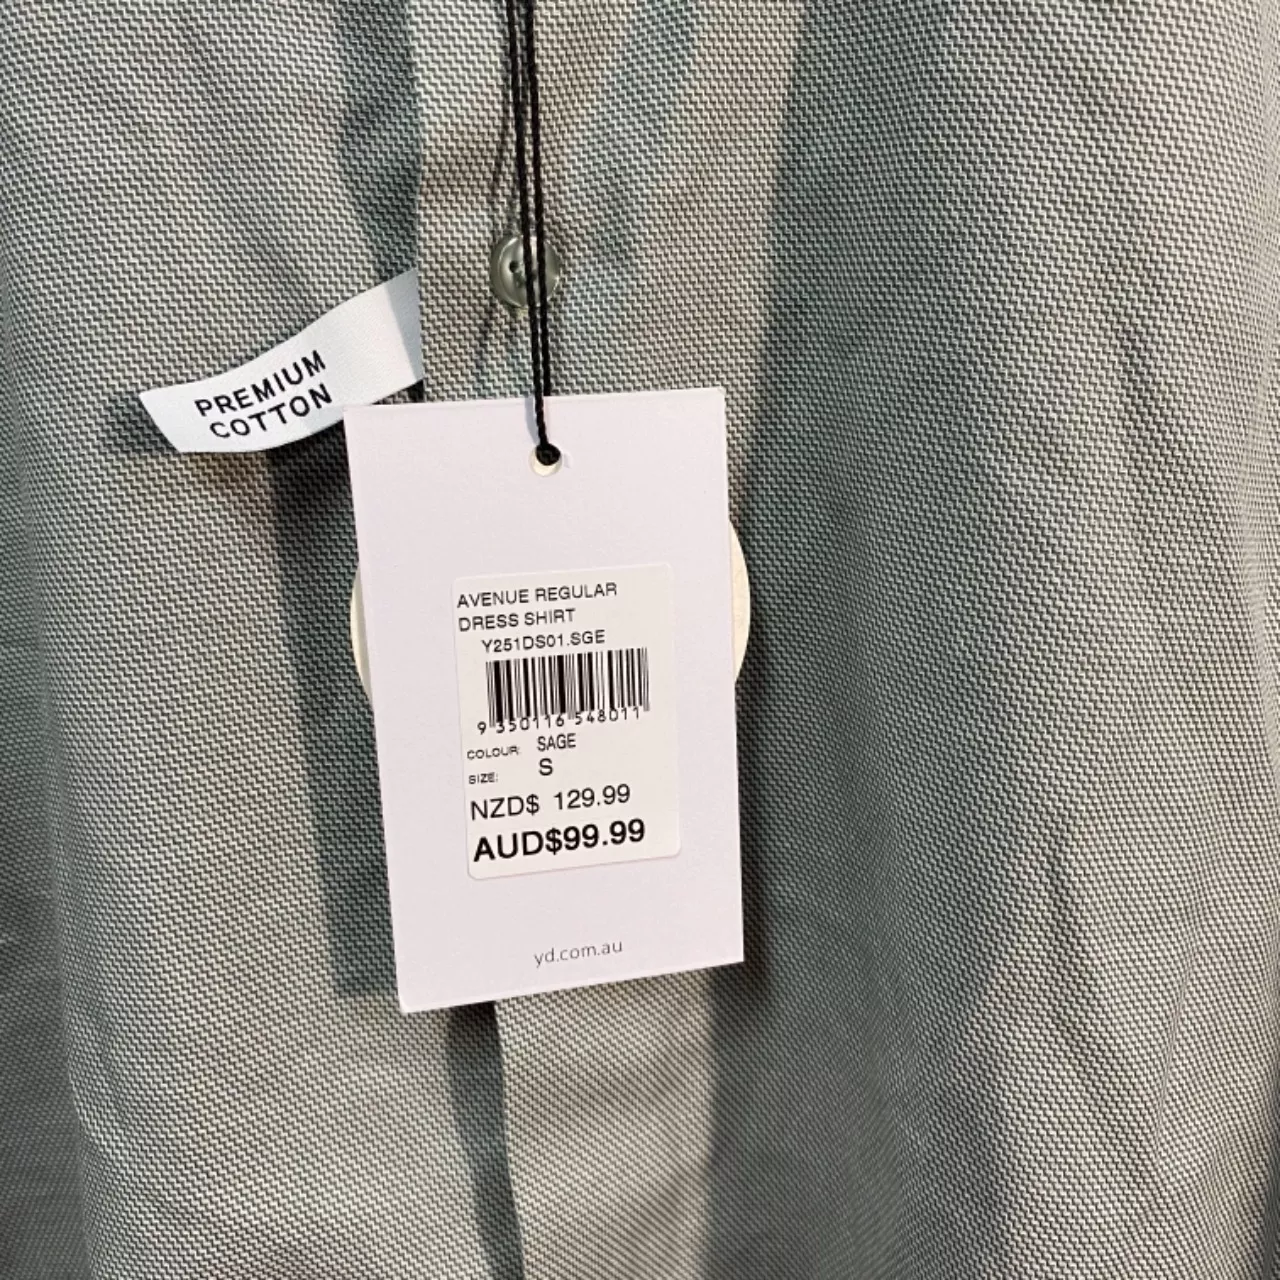 PREMIUM
COTTON
AVENUE REGULAR
DRESS SHIRT
Y251DS01.SGE
9 350116 548011
COLOUR: SAGE
SIZE: S
NZD$ 129.99
AUD$99.99
yd.com.au